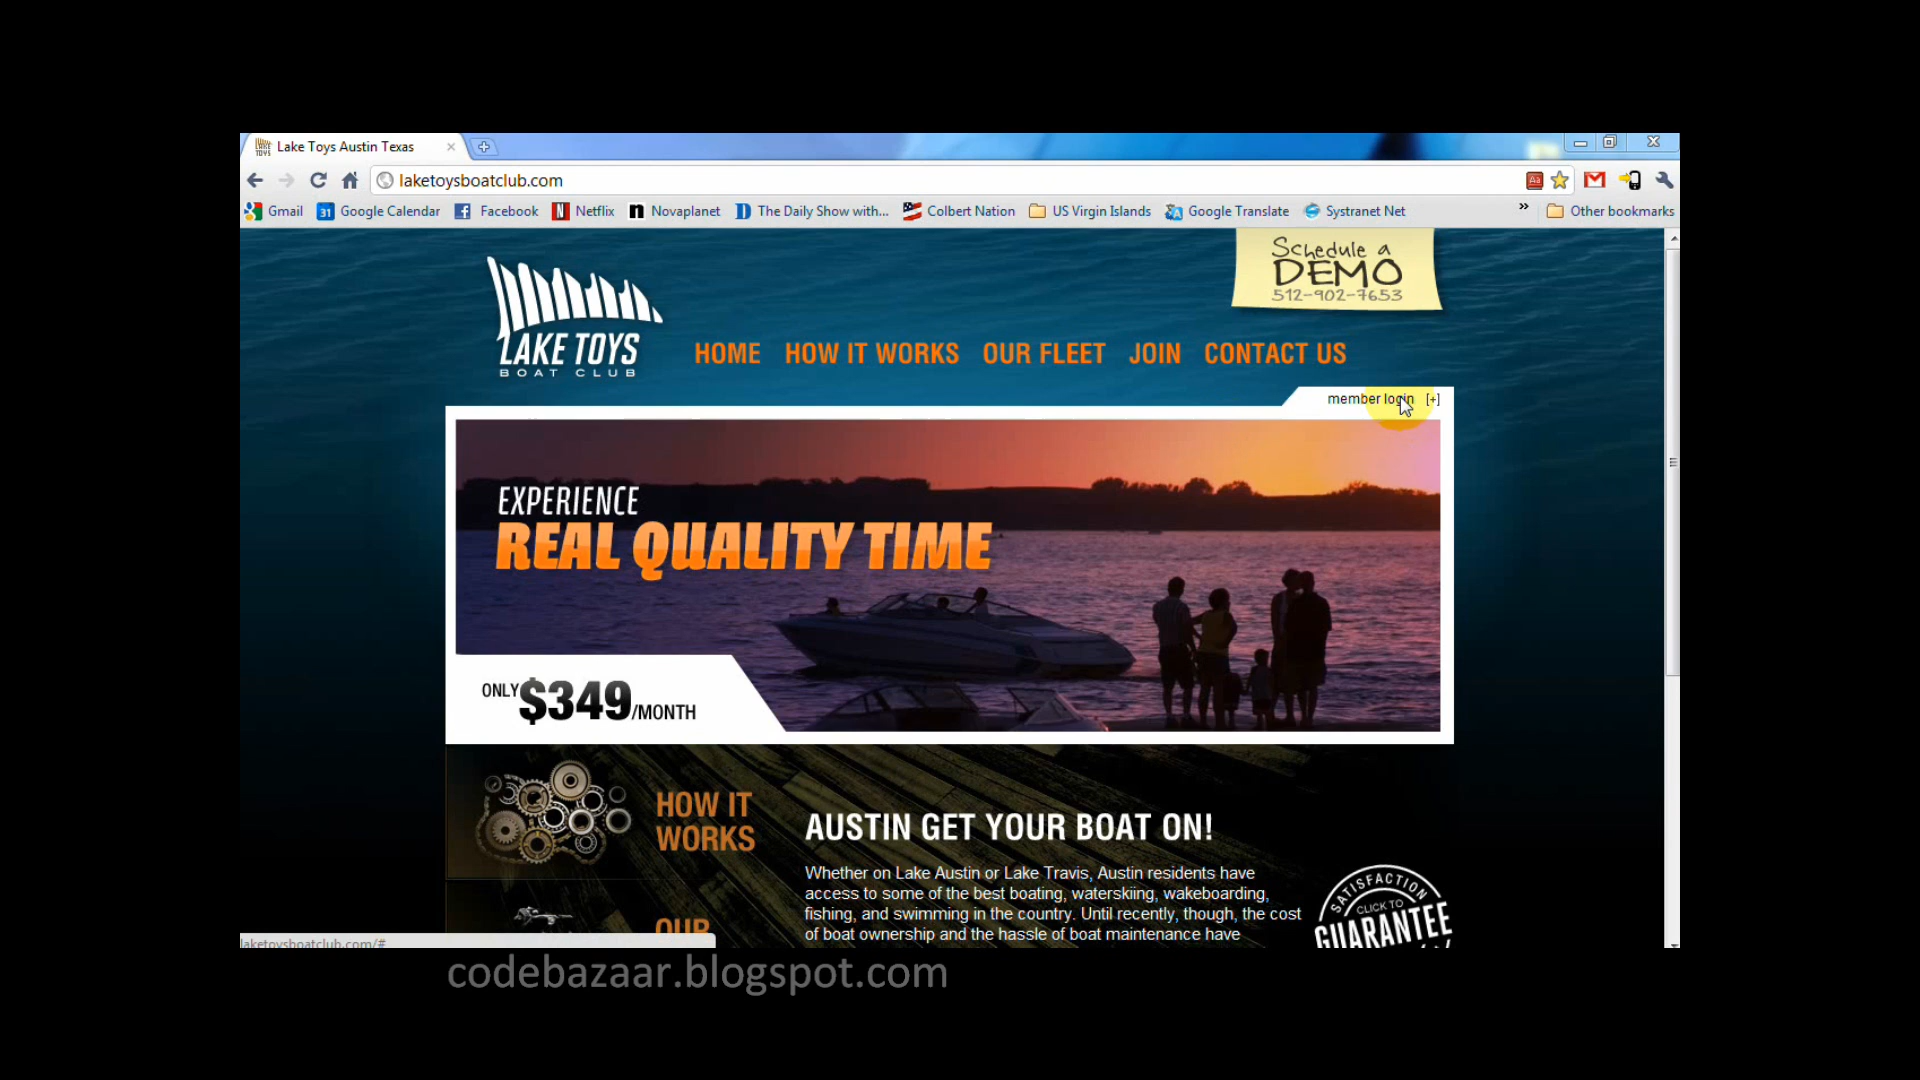 Lake Toys Austin Texas
laketoysboatclub.com
Gmail 31 Google Calendar Facebook N Netflix n Novaplanet D The Daily Show with... Colbert Nation US Virgin Islands Google Translate Systranet Net » Other bookmarks
Schedule a
DEMO
512-902-7653
LAKE TOYS
BOAT CLUB
HOME HOW IT WORKS OUR FLEET JOIN CONTACT US
member login [+]
EXPERIENCE
REAL QUALITY TIME
ONLY $349/MONTH
HOW IT
WORKS
AUSTIN GET YOUR BOAT ON!
Whether on Lake Austin or Lake Travis, Austin residents have
access to some of the best boating, waterskiing, wakeboarding,
fishing, and swimming in the country. Until recently, though, the cost
of boat ownership and the hassle of boat maintenance have
SATISFACTION
CLICK TO
GUARANTEE
OUR
laketoysboatclub.com/#
codebazaar.blogspot.com